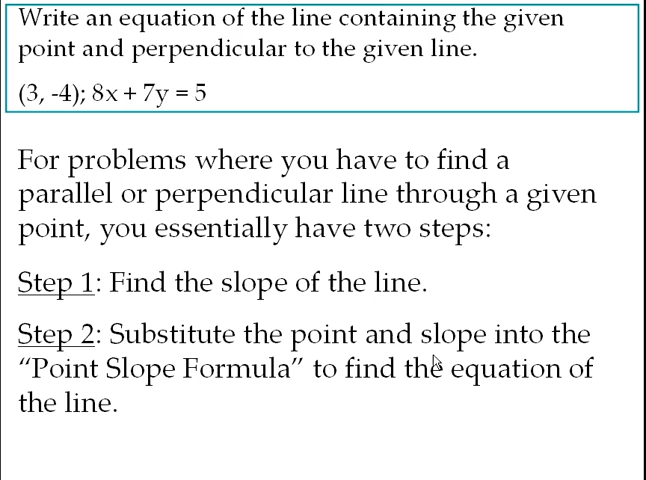 Write an equation of the line containing the given
point and perpendicular to the given line.
(3, -4); 8x + 7y = 5
For problems where you have to find a
parallel or perpendicular line through a given
point, you essentially have two steps:
Step 1: Find the slope of the line.
Step 2: Substitute the point and slope into the
“Point Slope Formula” to find the equation of
the line.